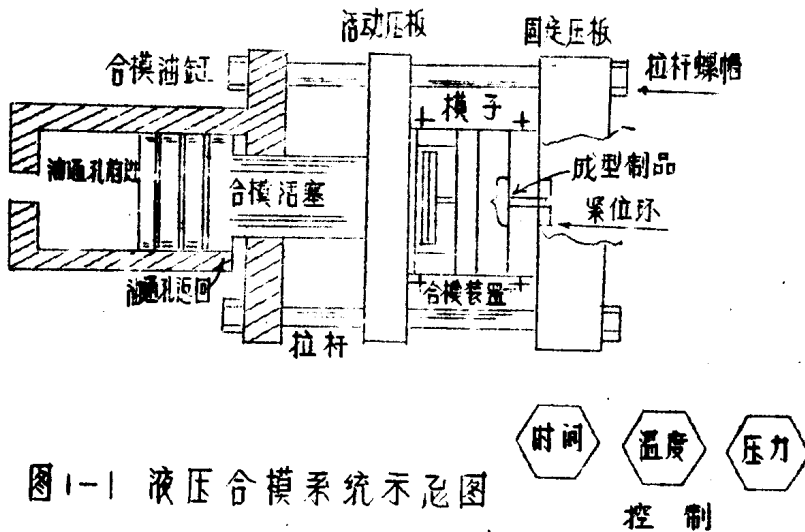 活动压板
固定压板
合模油缸
拉杆螺帽
模子
油通孔前进
成型制品
合模活塞
紧位环
油通孔返回
合模装置
拉杆
时间
温度
压力
图1-1 液压合模系统示意图
控制